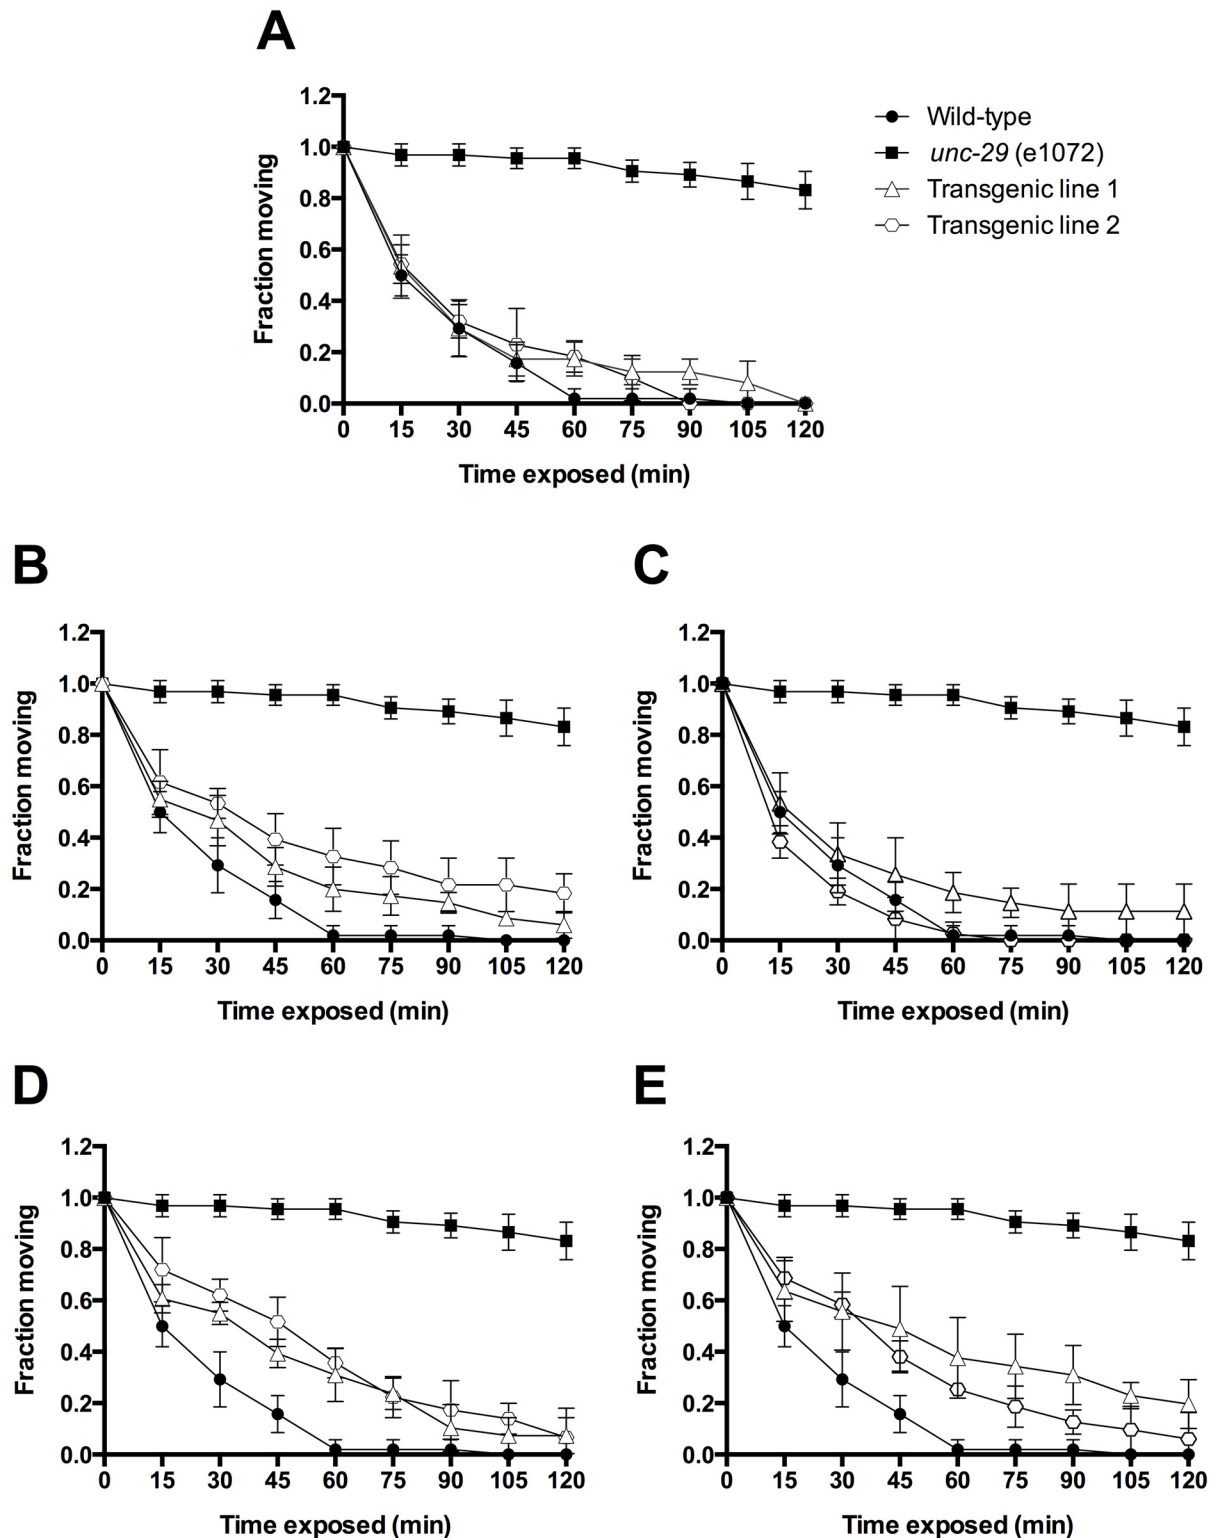 A
1.2
1.0
0.8
0.6
0.4
0.2
0.0
Fraction moving
0 15 30 45 60 75 90 105 120
Time exposed (min)
Wild-type
unc-29 (e1072)
Transgenic line 1
Transgenic line 2
B
1.2
1.0
0.8
0.6
0.4
0.2
0.0
Fraction moving
0 15 30 45 60 75 90 105 120
Time exposed (min)
C
1.2
1.0
0.8
0.6
0.4
0.2
0.0
Fraction moving
0 15 30 45 60 75 90 105 120
Time exposed (min)
D
1.2
1.0
0.8
0.6
0.4
0.2
0.0
Fraction moving
0 15 30 45 60 75 90 105 120
Time exposed (min)
E
1.2
1.0
0.8
0.6
0.4
0.2
0.0
Fraction moving
0 15 30 45 60 75 90 105 120
Time exposed (min)